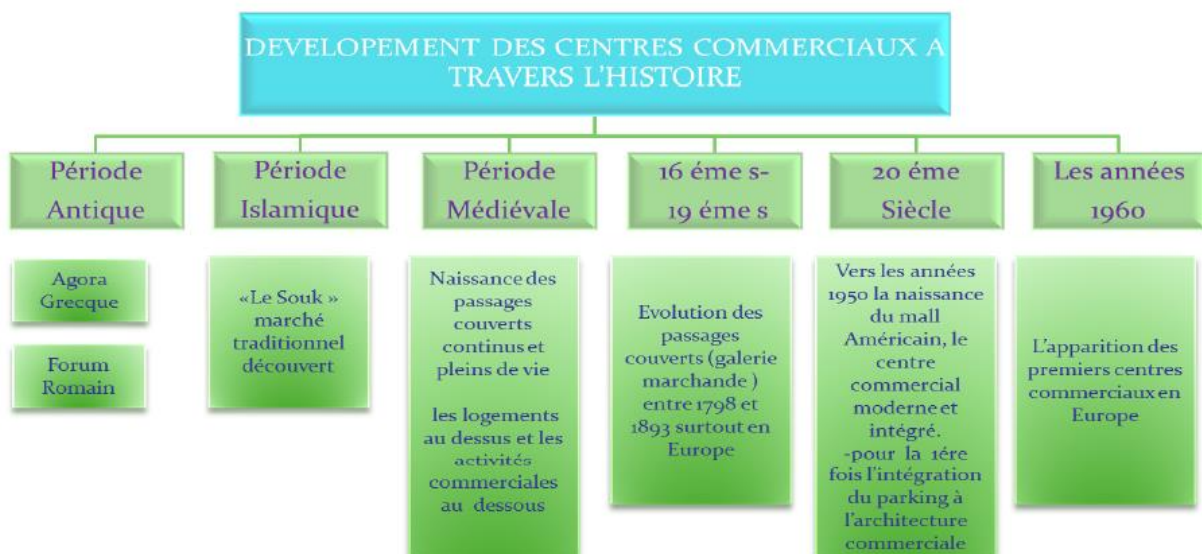 DEVELOPEMENT DES CENTRES COMMERCIAUX A
TRAVERS L'HISTOIRE
Période
Antique
Agora
Grecque
Forum
Romain
Période
Islamique
«Le Souk »
marché
traditionnel
découvert
Période
Médiévale
Naissance des
passages
couverts
continus et
pleins de vie
les logements
au dessus et les
activités
commerciales
au dessous
16 éme s-
19 éme s
Evolution des
passages
couverts (galerie
marchande )
entre 1798 et
1893 surtout en
Europe
20 éme
Siècle
Vers les années
1950 la naissance
du mall
Américain, le
centre
commercial
moderne et
intégré.
-pour la 1ére
fois l'intégration
du parking à
l'architecture
commerciale
Les années
1960
L'apparition des
premiers centres
commerciaux en
Europe